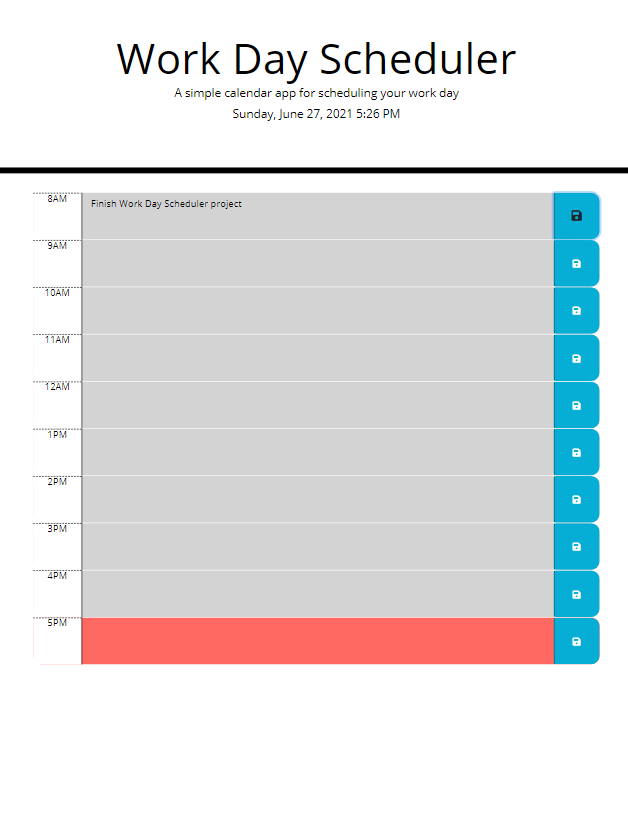 Work Day Scheduler
A simple calendar app for scheduling your work day
Sunday, June 27, 2021 5:26 PM
8AM
Finish Work Day Scheduler project
9AM
10AM
11AM
12AM
1PM
2PM
3PM
4PM
5PM